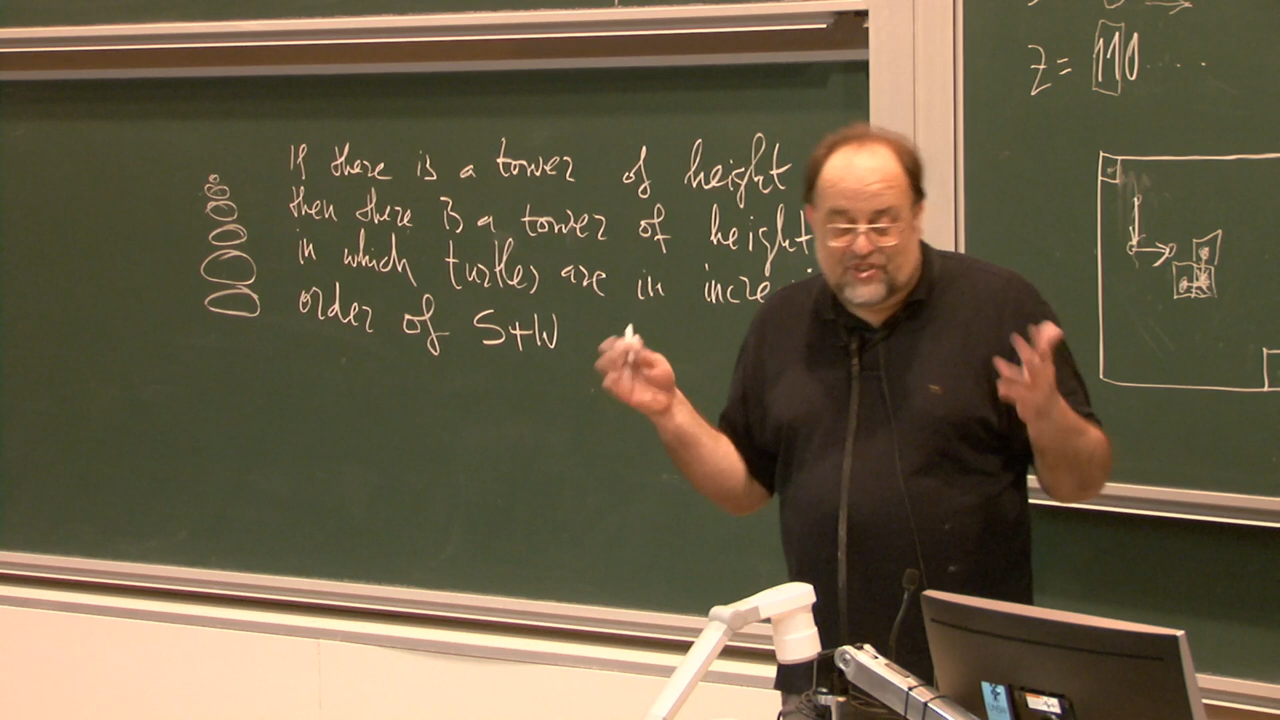 If there is a tower of height
then there is a tower of height
in which turtles are in incre
order of S+W
Z= 110 ....